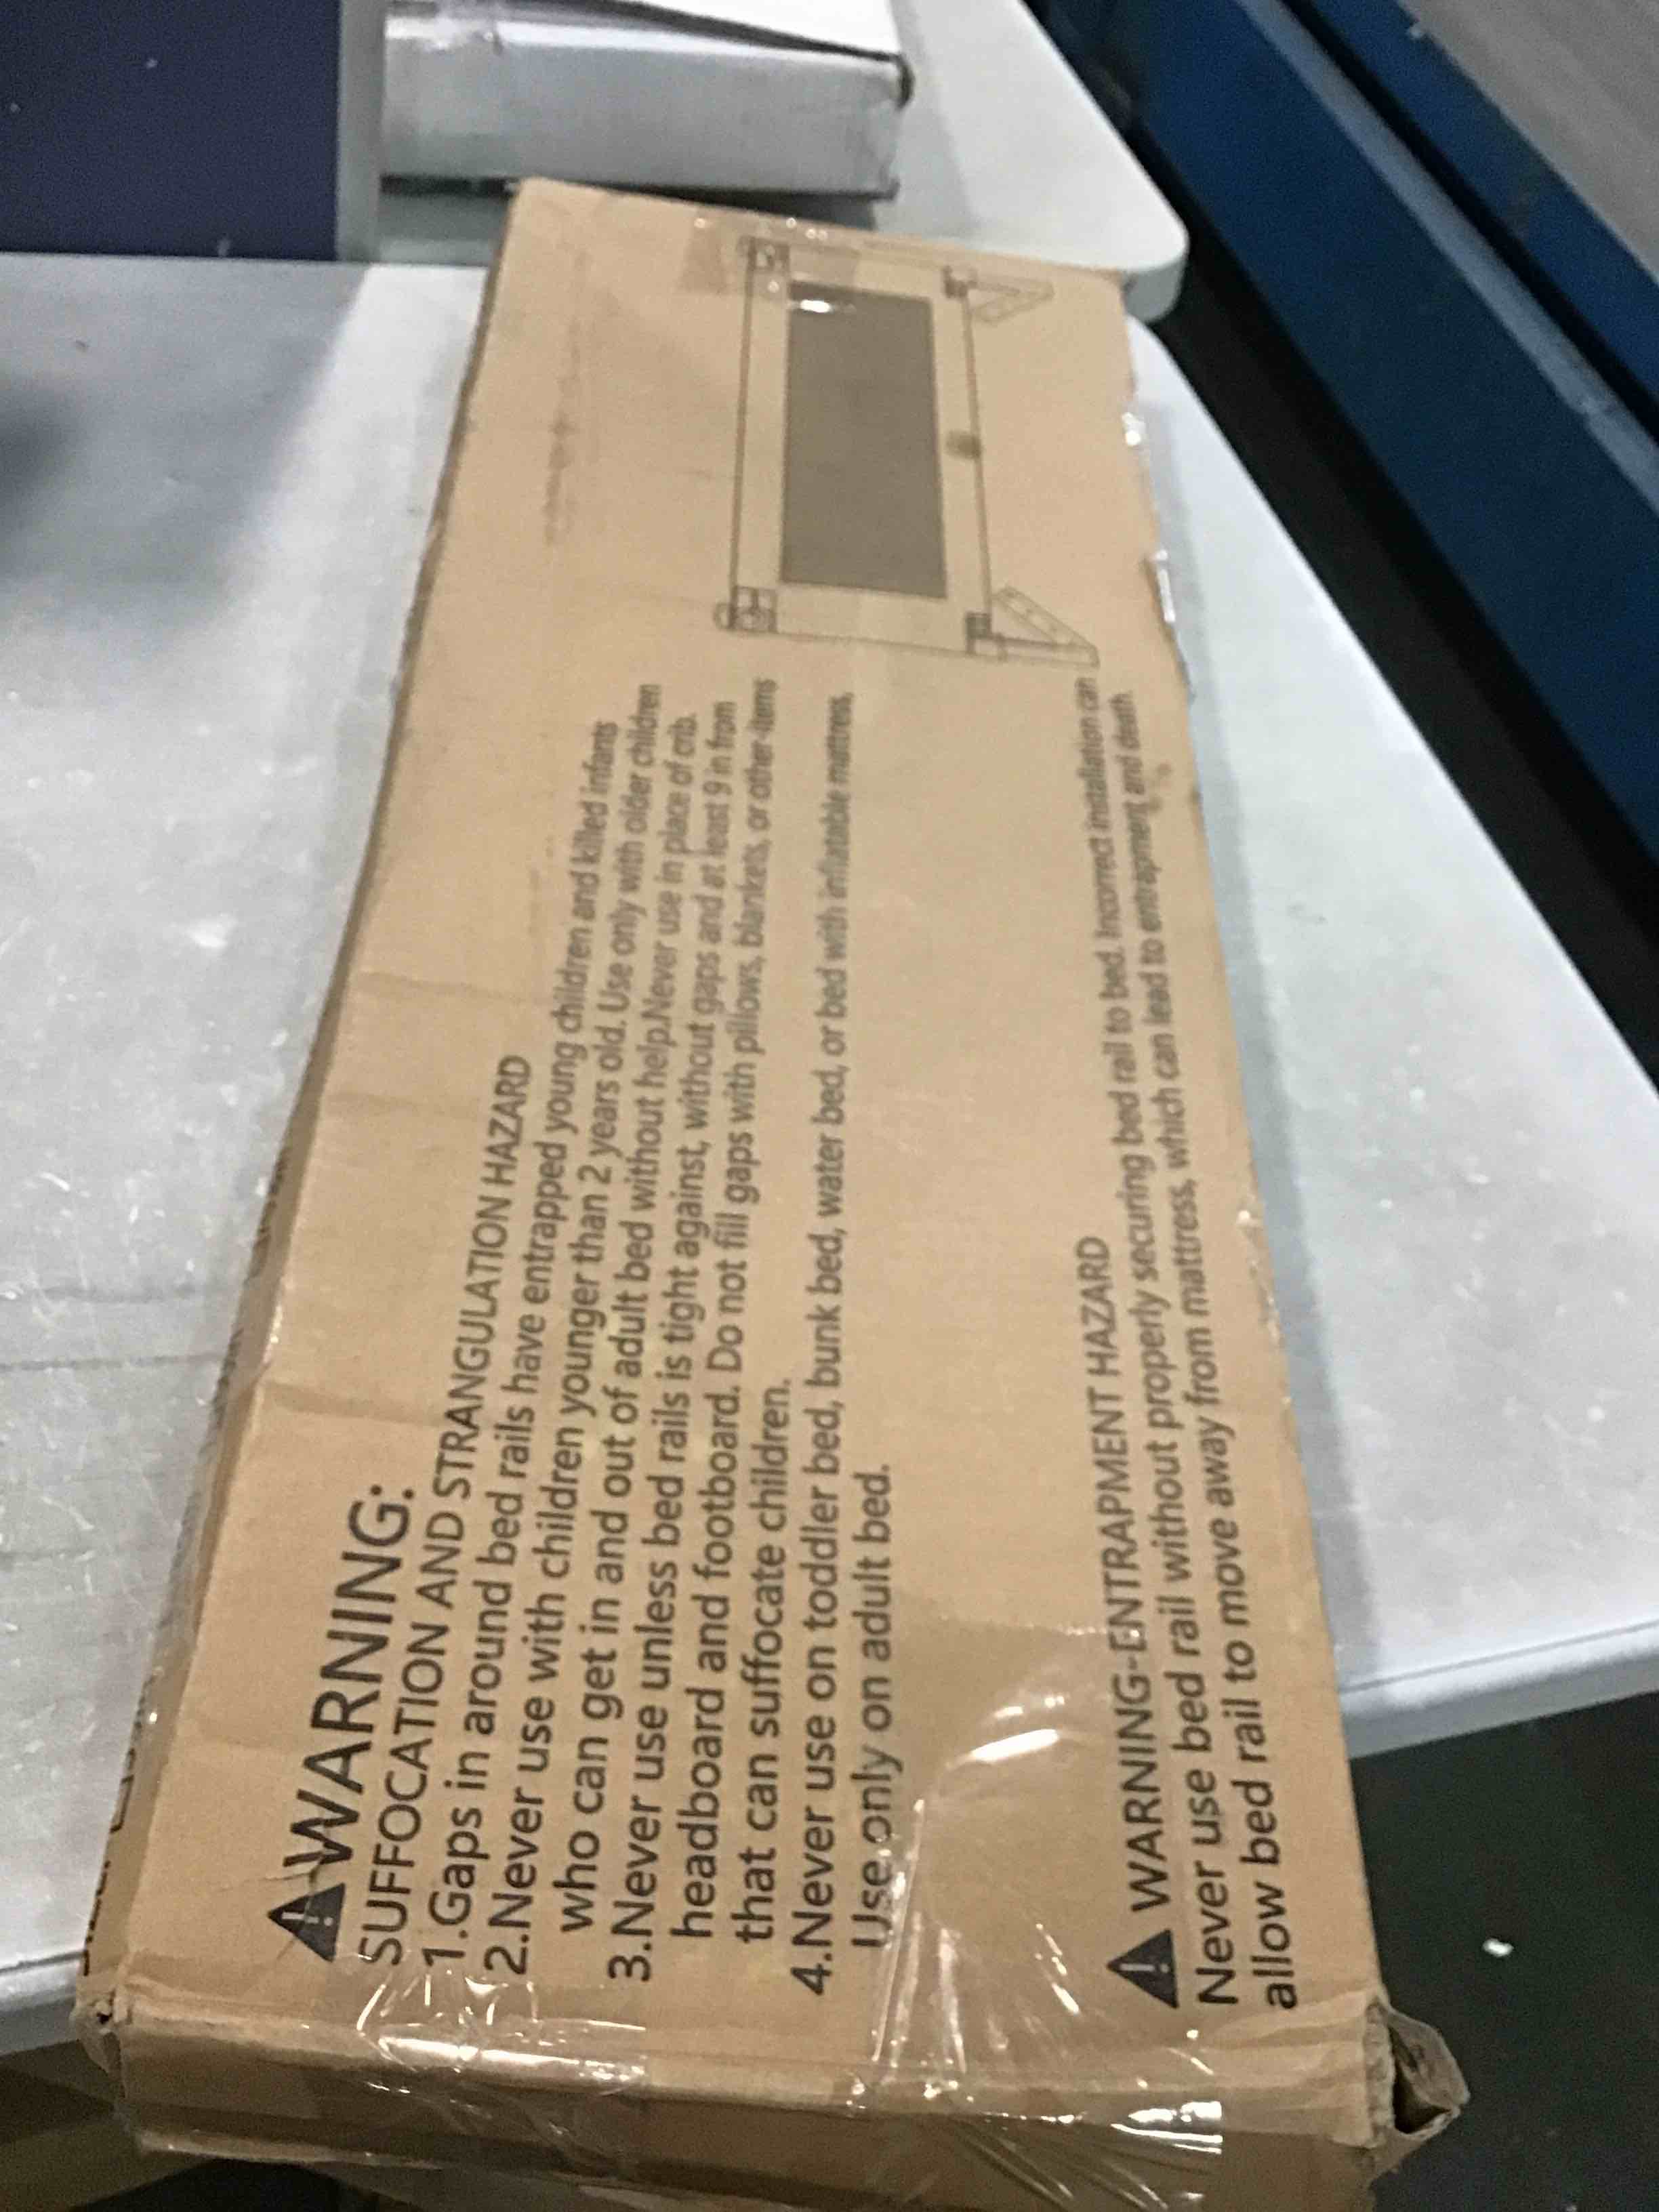 WARNING:
SUFFOCATION AND STRANGULATION HAZARD
1.Gaps in around bed rails have entrapped young children and killed infants
2.Never use with children younger than 2 years old. Use only with older children
who can get in and out of adult bed without help.Never use in place of crib.
3.Never use unless bed rails is tight against, without gaps and at least 9 in from
headboard and footboard. Do not fill gaps with pillows, blankets, or other items
that can suffocate children.
4.Never use on toddler bed, bunk bed, water bed, or bed with inflatable mattress.
Use only on adult bed.
WARNING-ENTRAPMENT HAZARD
Never use bed rail without properly securing bed rail to bed. Incorrect installation can
allow bed rail to move away from mattress, which can lead to entrapment and death.